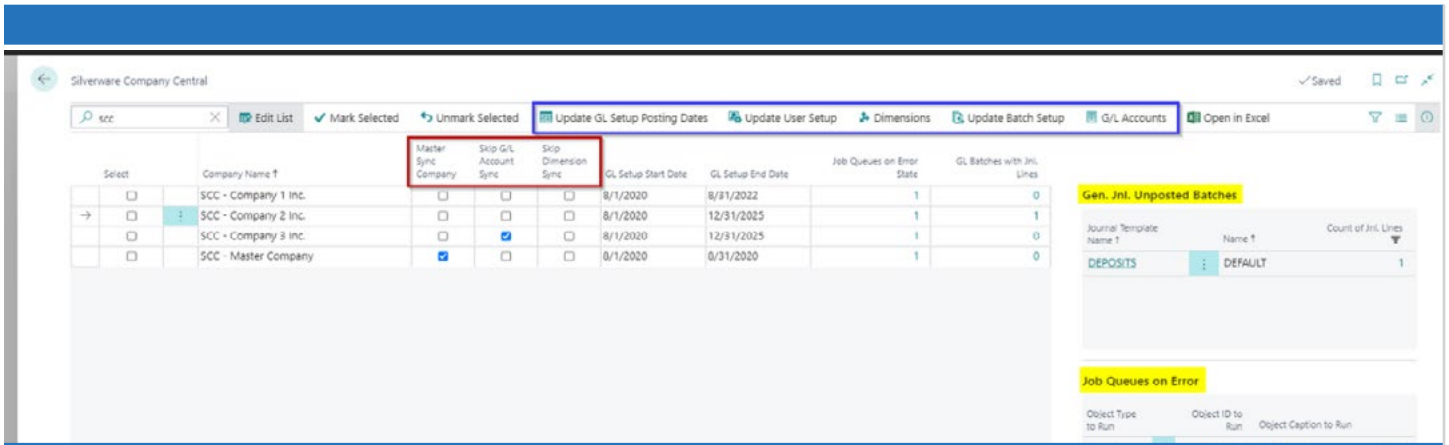 Silverware Company Central
Saved
scc Edit List Mark Selected Unmark Selected Update GL Setup Posting Dates Update User Setup Dimensions Update Batch Setup G/L Accounts Open in Excel
Select Company Name ↑ Master Sync Company Skip G/L Account Sync Skip Dimension Sync GL Setup Start Date GL Setup End Date Job Queues on Error State GL Batches with Jnl. Lines
SCC - Company 1 Inc. 8/1/2020 8/31/2022 1 0
SCC - Company 2 Inc. 8/1/2020 12/31/2025 1 1
SCC - Company 3 Inc. 8/1/2020 12/31/2025 1 0
SCC - Master Company 8/1/2020 8/31/2020 1 0
Gen. Jnl. Unposted Batches
Journal Template Name ↑ Name ↑ Count of Jnl. Lines
DEPOSITS DEFAULT 1
Job Queues on Error
Object Type to Run Object ID to Run Object Caption to Run